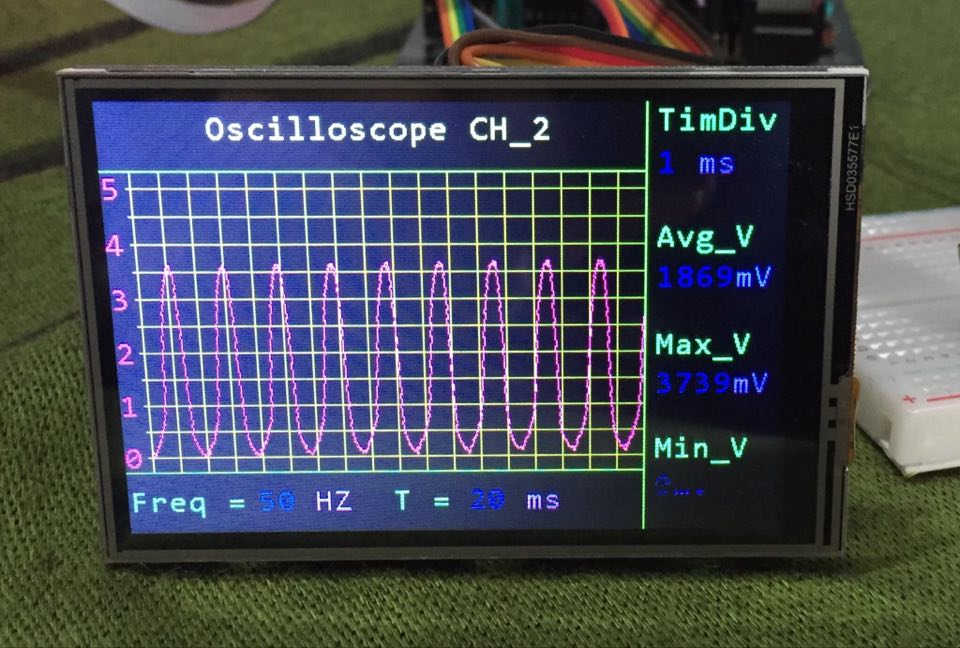 Oscilloscope CH_2
5
4
3
2
1
0
Freq = 50 HZ T = 20 ms
TimDiv
1 ms
Avg_V
1869mV
Max_V
3739mV
Min_V
HSD035577E1